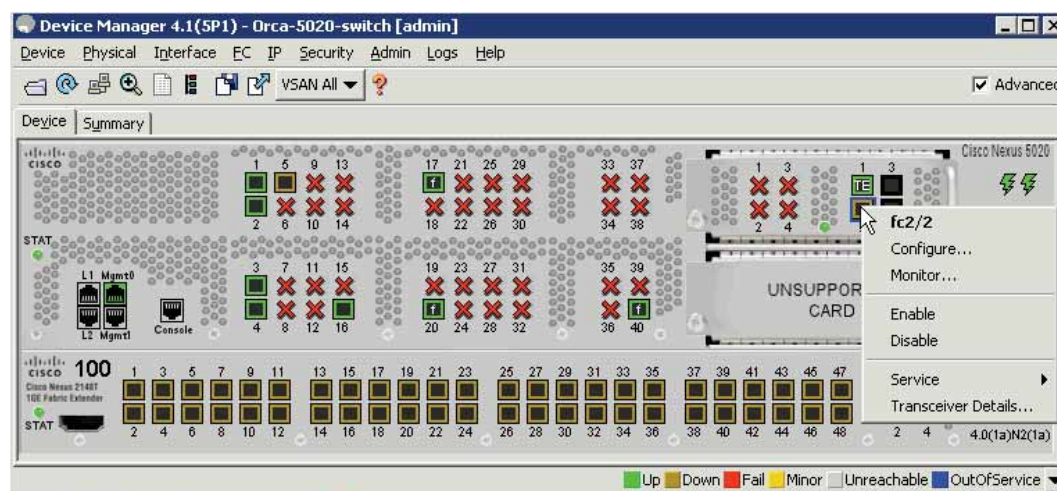 Device Manager 4.1(5P1) - Orca-5020-switch [admin]
Device Physical Interface FC IP Security Admin Logs Help
VSAN All Advanced
Device Summary
CISCO 1 5 9 13 17 21 25 29 33 37 1 3 1 3 Cisco Nexus 5020
f TE
2 6 10 14 18 22 26 30 34 38 2 4
fc2/2
Configure...
Monitor...
Enable
Disable
Service
Transceiver Details...
STAT
3 7 11 15 19 23 27 31 35 39
L1 Mgmt0
f f
L2 Mgmt1 Console 4 8 12 16 20 24 28 32 36 40
UNSUPPOR
CARD
CISCO 100 1 3 5 7 9 11 13 15 17 19 21 23 25 27 29 31 33 35 37 39 41 43 45 47
Cisco Nexus 2148T
1GE Fabric Extender
STAT 2 4 6 8 10 12 14 16 18 20 22 24 26 28 30 32 34 36 38 40 42 44 46 48 2 4 4.0(1a)N2(1a)
Up Down Fail Minor Unreachable OutOfService